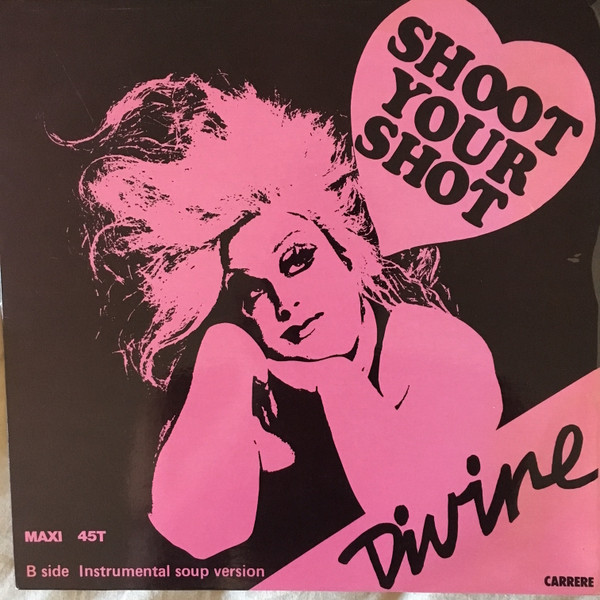 SHOOT
YOUR
SHOT
Divine
MAXI 45T
B side Instrumental soup version
CARRERE